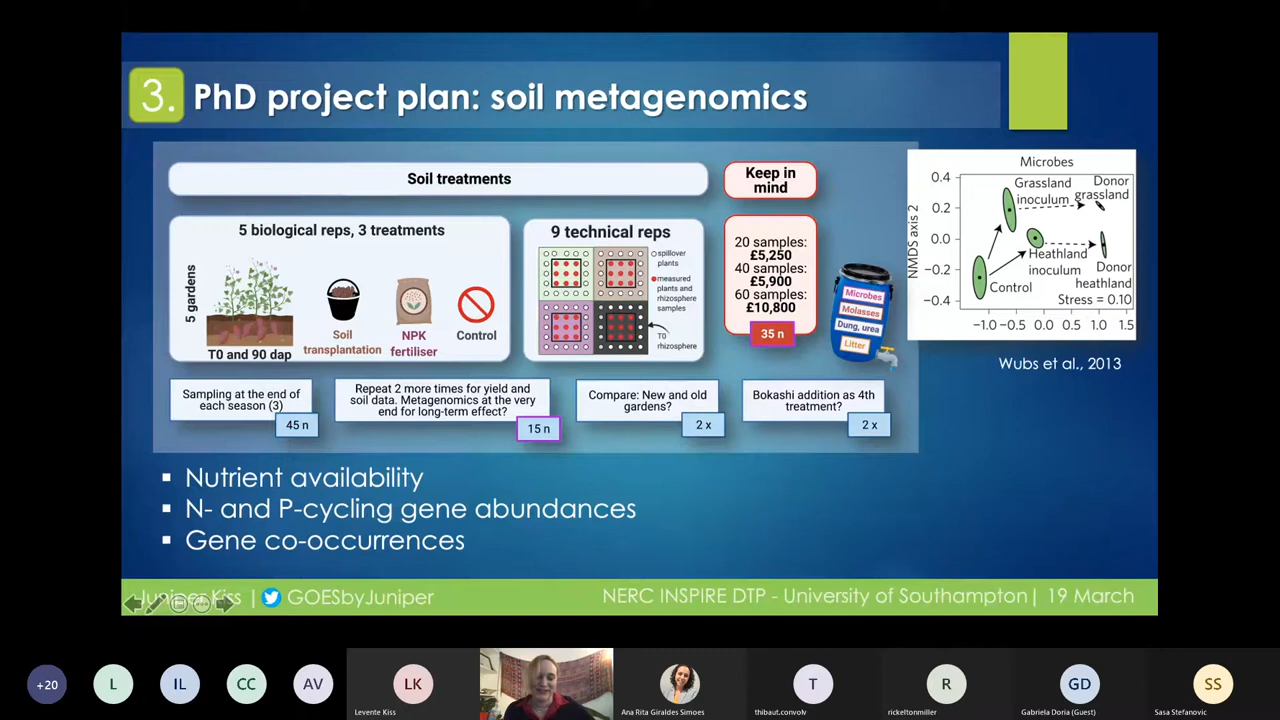 3. PhD project plan: soil metagenomics
Soil treatments
Keep in
mind
5 biological reps, 3 treatments
5 gardens
T0 and 90 dap
Soil
transplantation
NPK
fertiliser
Control
9 technical reps
spillover
plants
measured
plants and
rhizosphere
samples
T0
rhizosphere
20 samples:
£5,250
40 samples:
£5,900
60 samples:
£10,800
35 n
Microbes
Molasses
Dung, urea
Litter
Sampling at the end of
each season (3)
45 n
Repeat 2 more times for yield and
soil data. Metagenomics at the very
end for long-term effect?
15 n
Compare: New and old
gardens?
2 x
Bokashi addition as 4th
treatment?
2 x
Microbes
NMDS axis 2
0.4
0.2
0.0
−0.2
−0.4
Grassland
inoculum
Donor
grassland
Heathland
inoculum
Donor
heathland
Control
Stress = 0.10
−1.0 −0.5 0.0 0.5 1.0 1.5
Wubs et al., 2013
▪ Nutrient availability
▪ N- and P-cycling gene abundances
▪ Gene co-occurrences
Juniper Kiss | GOESbyJuniper
NERC INSPIRE DTP - University of Southampton| 19 March
+20
L
IL
CC
AV
LK
Levente Kiss
Ana Rita Giraldes Simoes
T
thibaut.convolv
R
rickeltonmiller
GD
Gabriela Doria (Guest)
SS
Sasa Stefanovic